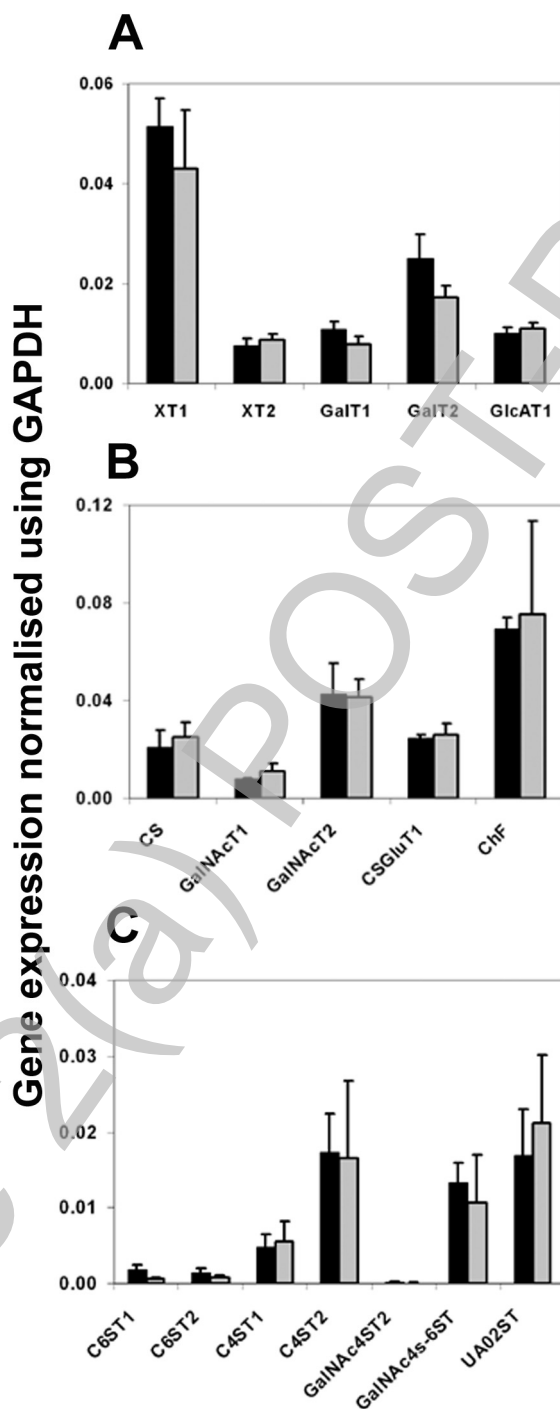 A
0.06
0.04
0.02
0.00
XT1 XT2 GalT1 GalT2 GlcAT1
Gene expression normalised using GAPDH
B
0.12
0.08
0.04
0.00
CS GalNAcT1 GalNAcT2 CSGluT1 ChF
C
0.04
0.03
0.02
0.01
0.00
C6ST1 C6ST2 C4ST1 C4ST2 GalNAc4ST2 GalNAc4s-6ST UA02ST
2(a) POST-